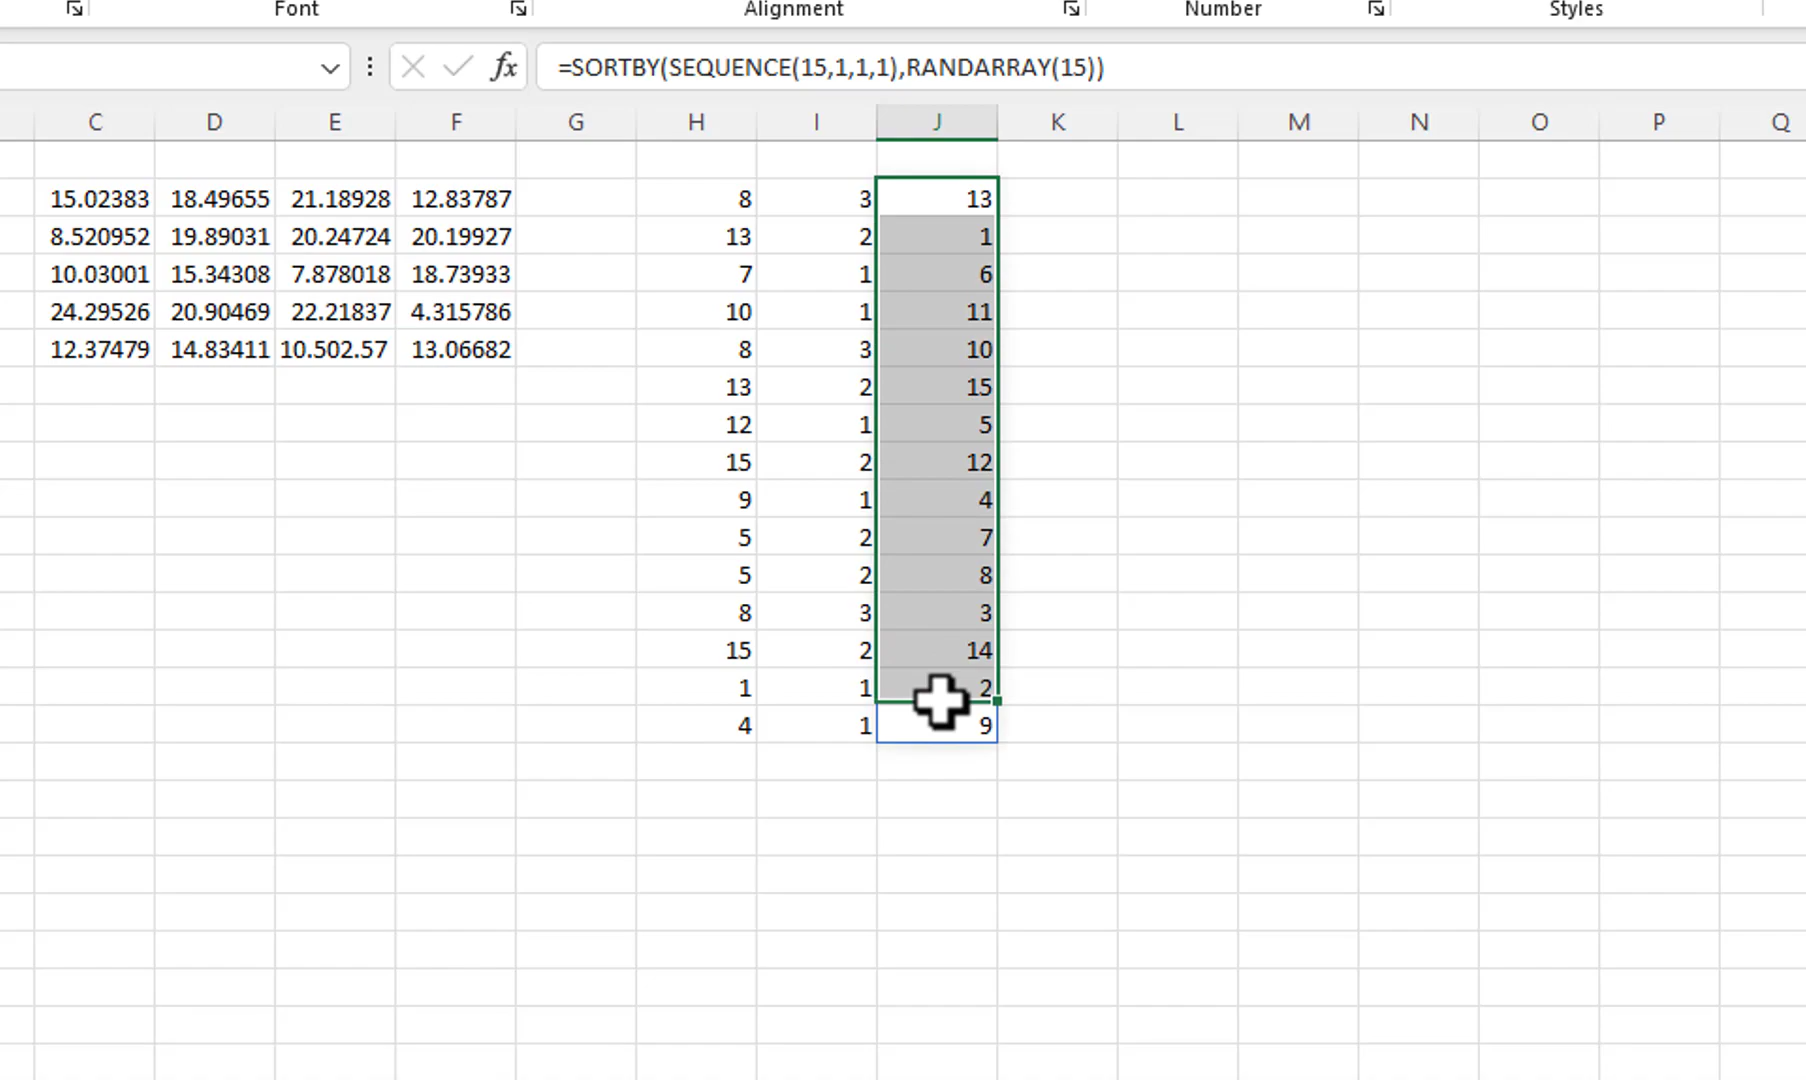 Font Alignment Number Styles
fx =SORTBY(SEQUENCE(15,1,1,1),RANDARRAY(15))
C D E F G H I J K L M N O P Q
15.02383 18.49655 21.18928 12.83787 8 3 13
8.520952 19.89031 20.24724 20.19927 13 2 1
10.03001 15.34308 7.878018 18.73933 7 1 6
24.29526 20.90469 22.21837 4.315786 10 1 11
12.37479 14.83411 10.502.57 13.06682 8 3 10
13 2 15
12 1 5
15 2 12
9 1 4
5 2 7
5 2 8
8 3 3
15 2 14
1 1 2
4 1 9